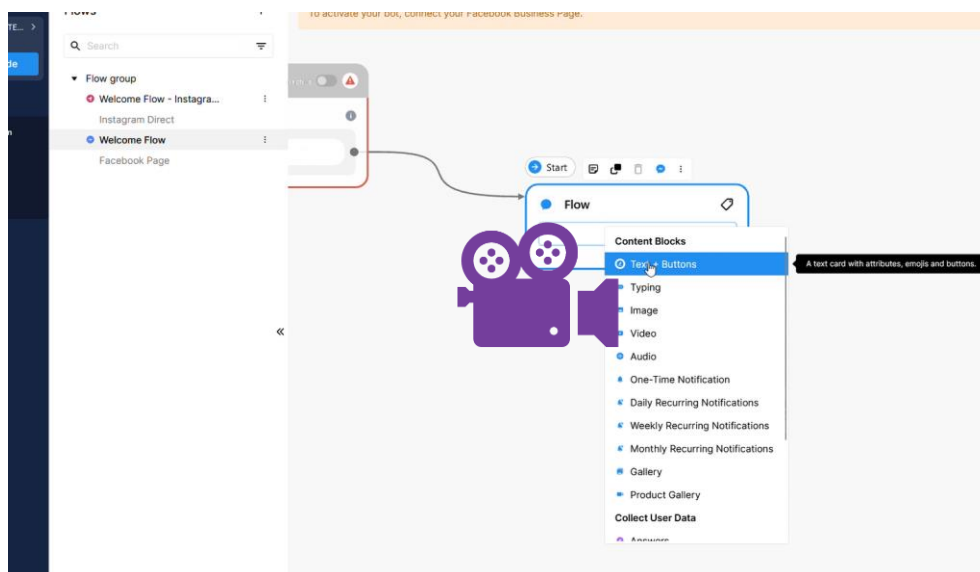 To activate your bot, connect your Facebook Business Page.
Flows
Search
Flow group
Welcome Flow - Instagra...
Instagram Direct
Welcome Flow
Facebook Page
Start
Flow
Content Blocks
Text + Buttons
A text card with attributes, emojis and buttons.
Typing
Image
Video
Audio
One-Time Notification
Daily Recurring Notifications
Weekly Recurring Notifications
Monthly Recurring Notifications
Gallery
Product Gallery
Collect User Data
Answers